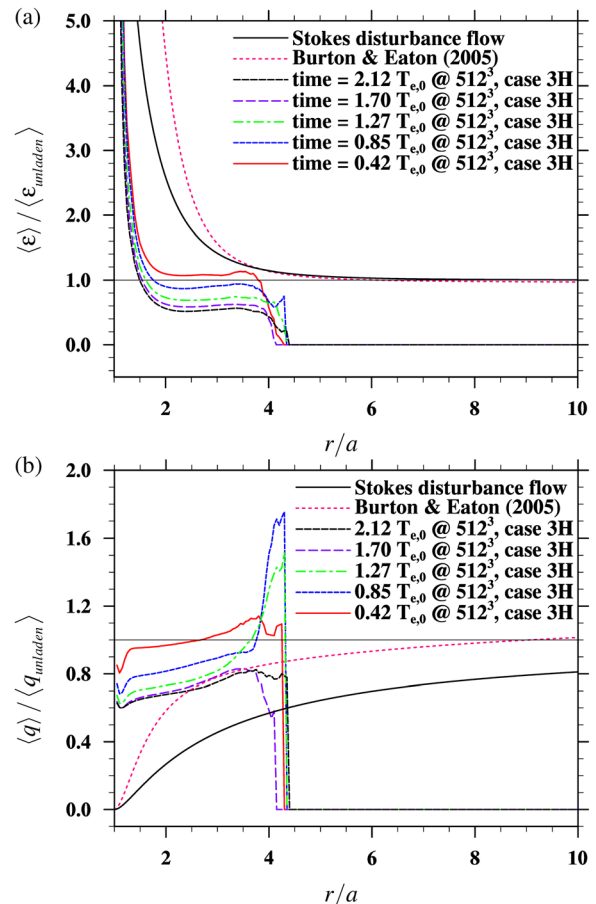 (a)
5.0
4.0
3.0
2.0
1.0
0.0
⟨ε⟩ / ⟨ε_unladen⟩
Stokes disturbance flow
Burton & Eaton (2005)
time = 2.12 T_e,0 @ 512³, case 3H
time = 1.70 T_e,0 @ 512³, case 3H
time = 1.27 T_e,0 @ 512³, case 3H
time = 0.85 T_e,0 @ 512³, case 3H
time = 0.42 T_e,0 @ 512³, case 3H
2 4 6 8 10
r/a
(b)
2.0
1.6
1.2
0.8
0.4
0.0
⟨q⟩ / ⟨q_unladen⟩
Stokes disturbance flow
Burton & Eaton (2005)
2.12 T_e,0 @ 512³, case 3H
1.70 T_e,0 @ 512³, case 3H
1.27 T_e,0 @ 512³, case 3H
0.85 T_e,0 @ 512³, case 3H
0.42 T_e,0 @ 512³, case 3H
2 4 6 8 10
r/a